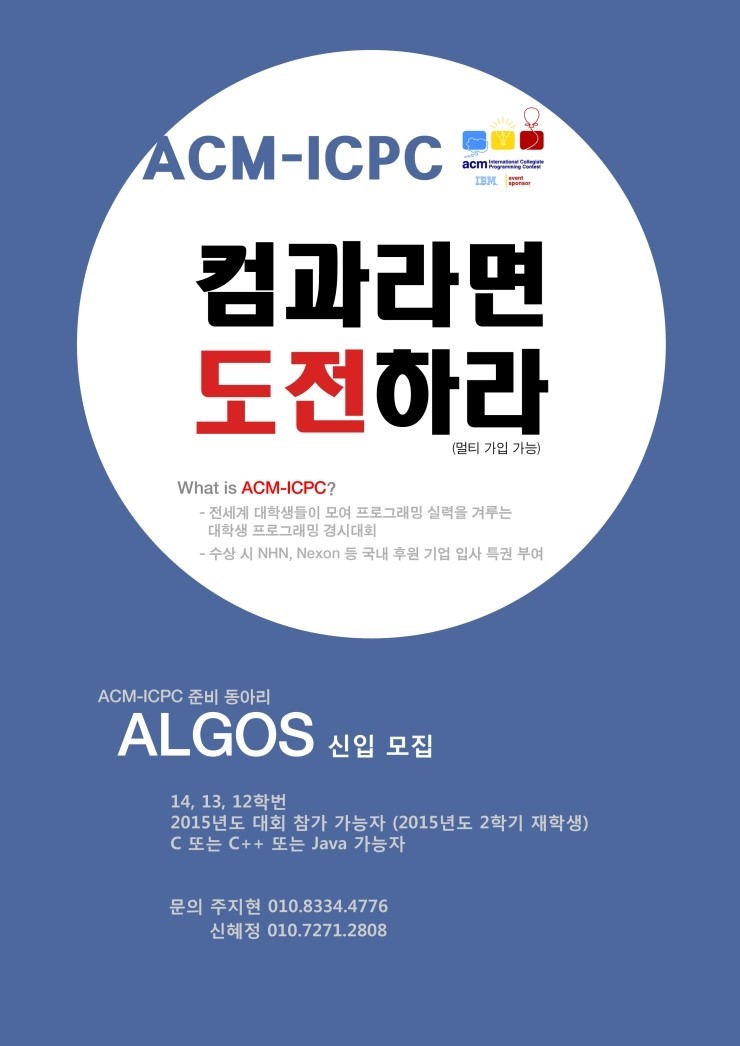 ACM-ICPC
acm International Collegiate
Programming Contest
IBM event
sponsor
컴과라면
도전하라
(멀티 가입 가능)
What is ACM-ICPC?
- 전세계 대학생들이 모여 프로그래밍 실력을 겨루는
대학생 프로그래밍 경시대회
- 수상 시 NHN, Nexon 등 국내 후원 기업 입사 특권 부여
ACM-ICPC 준비 동아리
ALGOS 신입 모집
14, 13, 12학번
2015년도 대회 참가 가능자 (2015년도 2학기 재학생)
C 또는 C++ 또는 Java 가능자
문의 주지현 010.8334.4776
신혜정 010.7271.2808